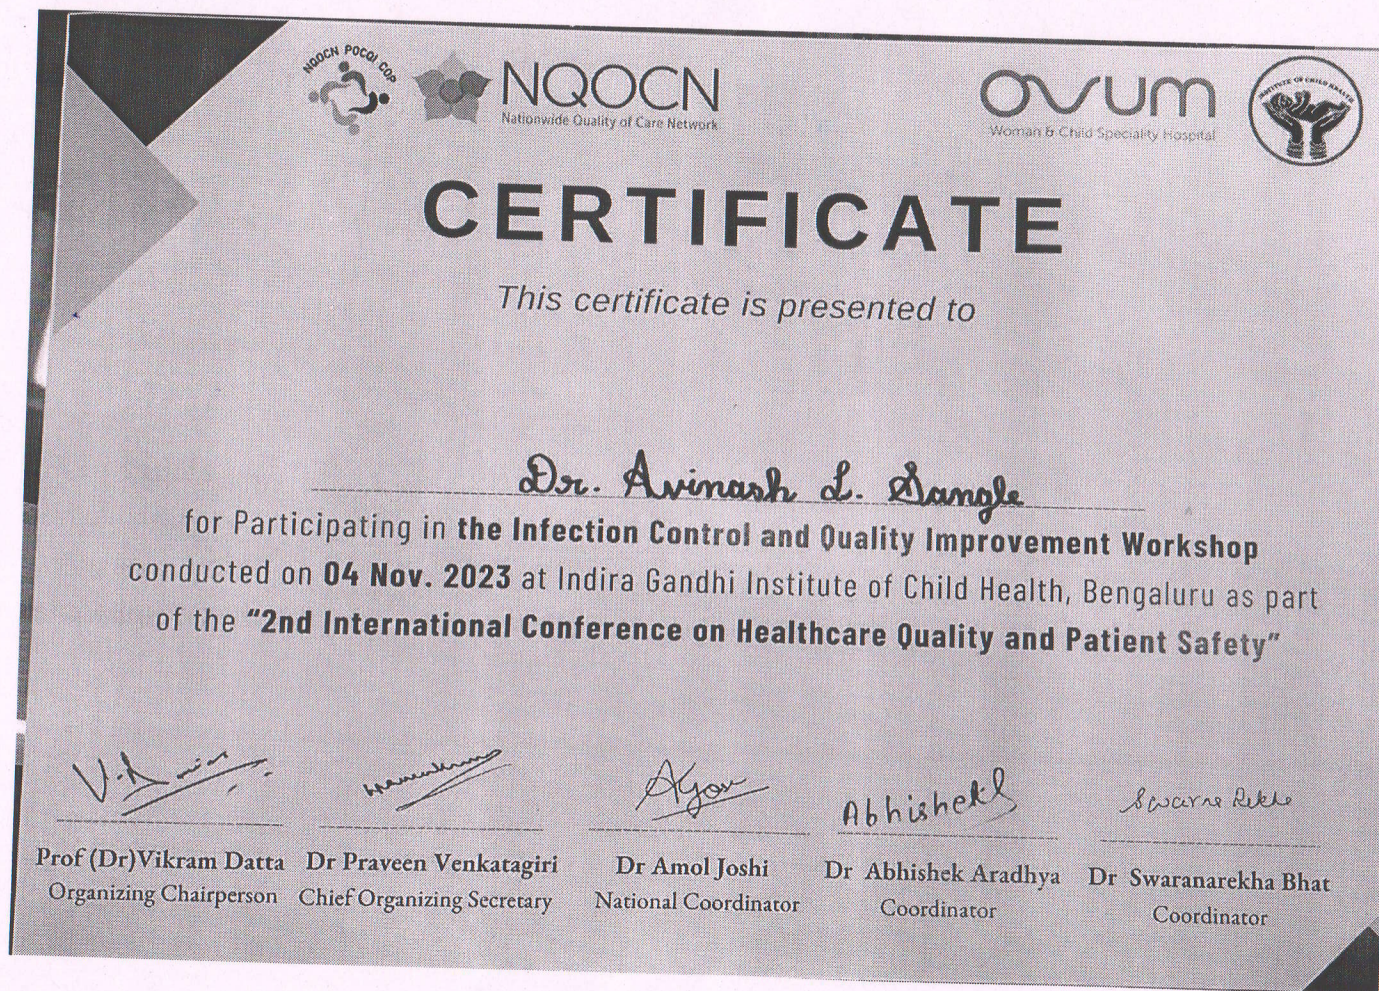 NQOCN POCQI COP
NQOCN
Nationwide Quality of Care Network
OVUM
Woman & Child Speciality Hospital
INSTITUTE OF CHILD HEALTH
CERTIFICATE
This certificate is presented to
Dr. Avinash L. Sangle
for Participating in the Infection Control and Quality Improvement Workshop
conducted on 04 Nov. 2023 at Indira Gandhi Institute of Child Health, Bengaluru as part
of the “2nd International Conference on Healthcare Quality and Patient Safety”
Abhishek
Swarna Rekha
Prof (Dr)Vikram Datta
Organizing Chairperson
Dr Praveen Venkatagiri
Chief Organizing Secretary
Dr Amol Joshi
National Coordinator
Dr Abhishek Aradhya
Coordinator
Dr Swaranarekha Bhat
Coordinator